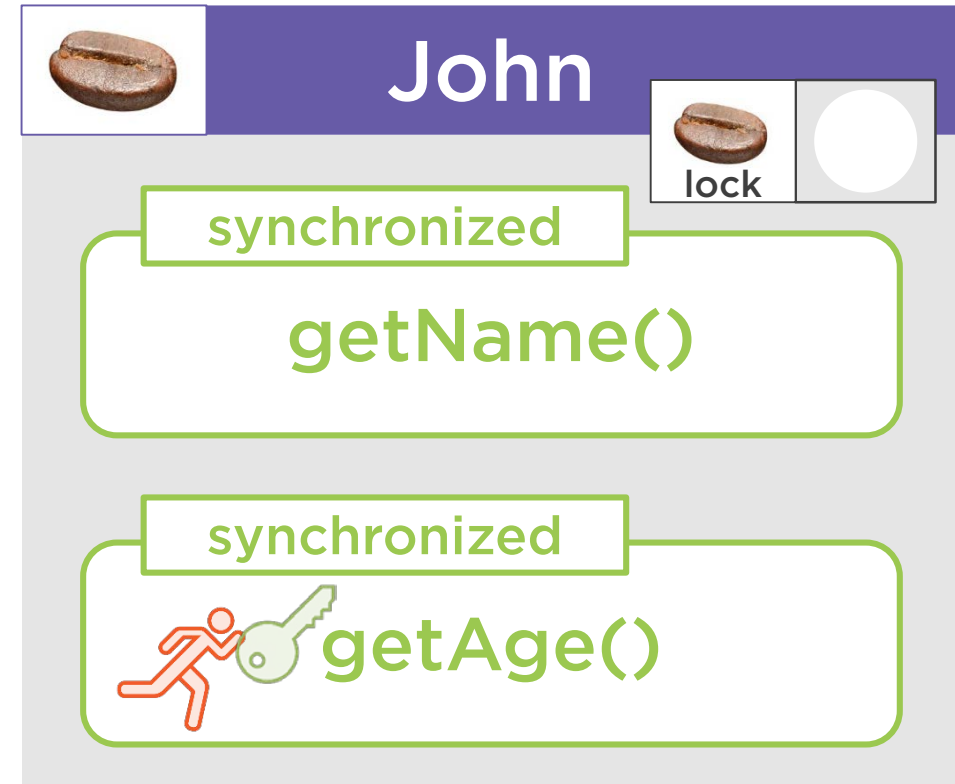 John
lock
synchronized
getName()
synchronized
getAge()